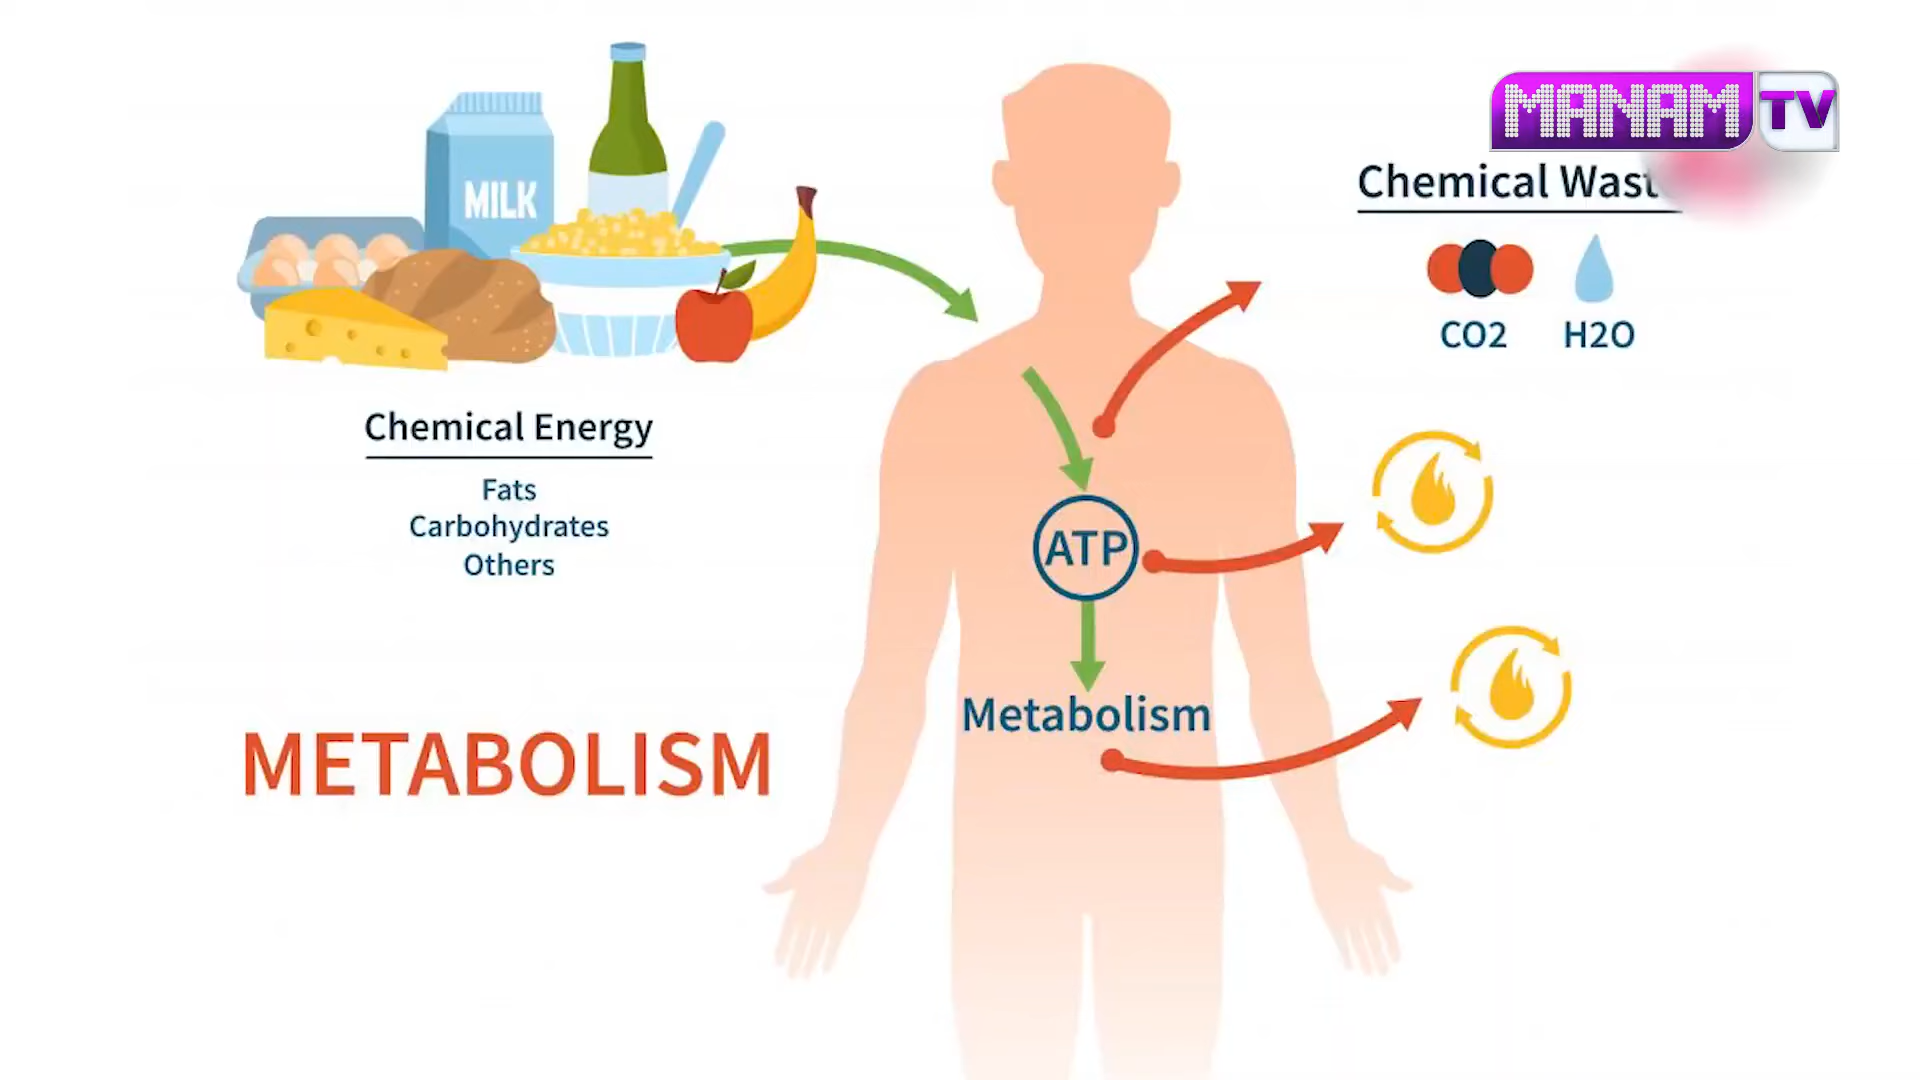 MANAM TV
MILK
Chemical Wast
CO2 H2O
Chemical Energy
Fats
Carbohydrates
Others
ATP
Metabolism
METABOLISM